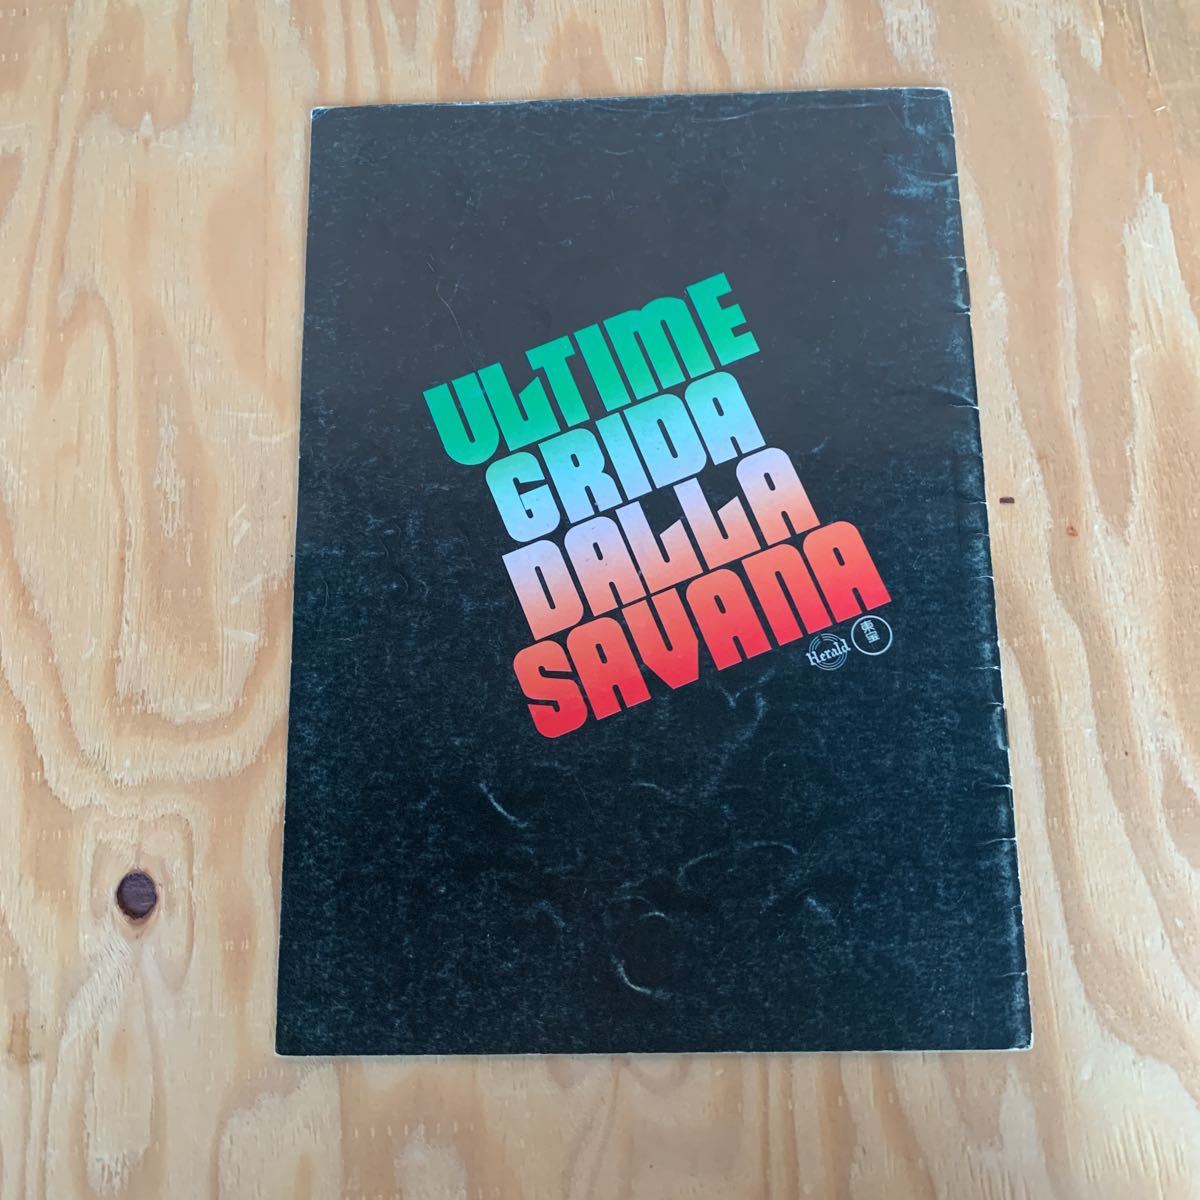 ULTIME
GRIDA
DALLA
SAVANA
Herald
東宝